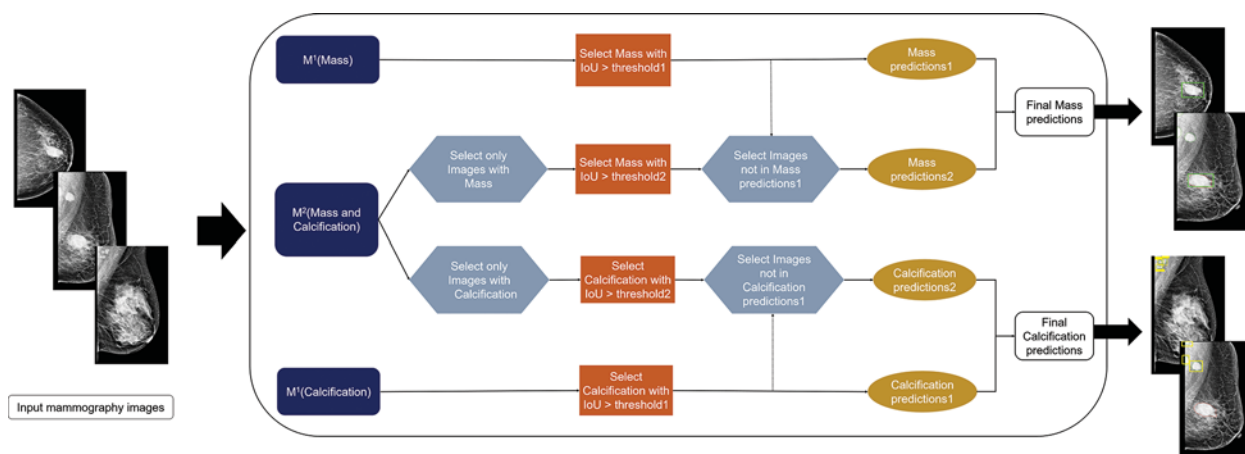 M¹(Mass)
Select Mass with
IoU > threshold1
Mass
predictions1
Final Mass
predictions
Select only
Images with
Mass
Select Mass with
IoU > threshold2
Select Images
not in Mass
predictions1
Mass
predictions2
M²(Mass and
Calcification)
Select only
Images with
Calcification
Select
Calcification with
IoU > threshold2
Select Images
not in
Calcification
predictions1
Calcification
predictions2
Final
Calcification
predictions
M¹(Calcification)
Select
Calcification with
IoU > threshold1
Calcification
predictions1
Input mammography images